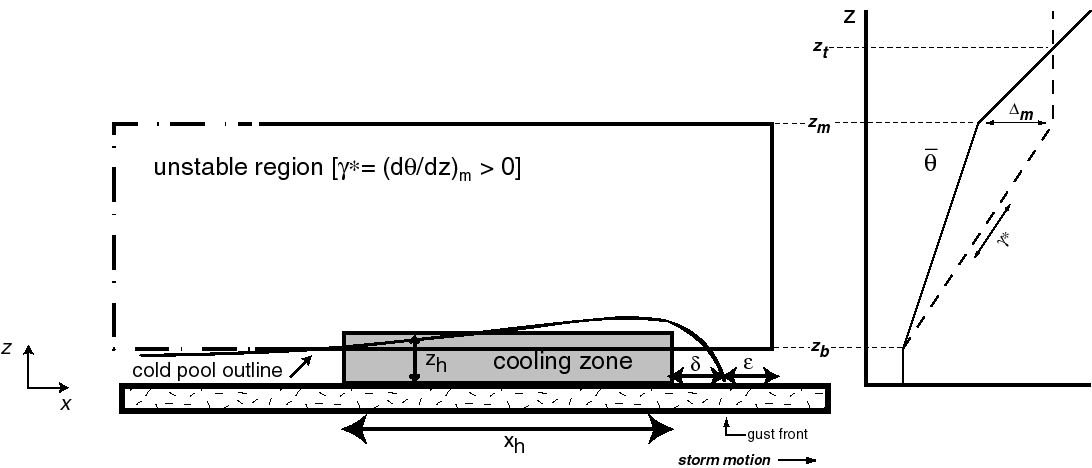 z
z_t
z_m
Δ_m
unstable region [γ*= (dθ/dz)_m > 0]
θ̅
γ*
z
z_b
z_h
cooling zone
δ
ε
cold pool outline
x
x_h
gust front
storm motion